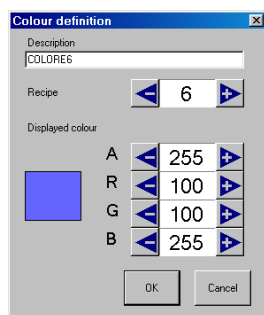 Colour definition
Description
COLORE6
Recipe - 6 +
Displayed colour
A - 255 +
R - 100 +
G - 100 +
B - 255 +
OK Cancel